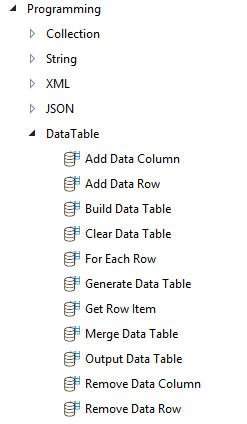 Programming
Collection
String
XML
JSON
DataTable
Add Data Column
Add Data Row
Build Data Table
Clear Data Table
For Each Row
Generate Data Table
Get Row Item
Merge Data Table
Output Data Table
Remove Data Column
Remove Data Row